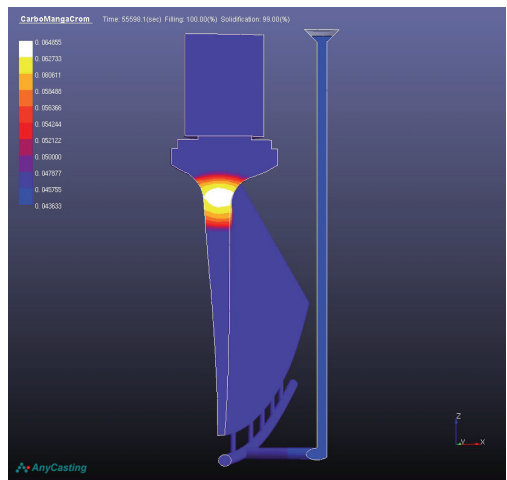 CarboMangaCrom Time: 55598.1(sec) Filling: 100.00(%) Solidification: 99.00(%)
0.064855
0.062733
0.060611
0.058488
0.056366
0.054244
0.052122
0.050000
0.047877
0.045755
0.043633
Z
Y X
AnyCasting